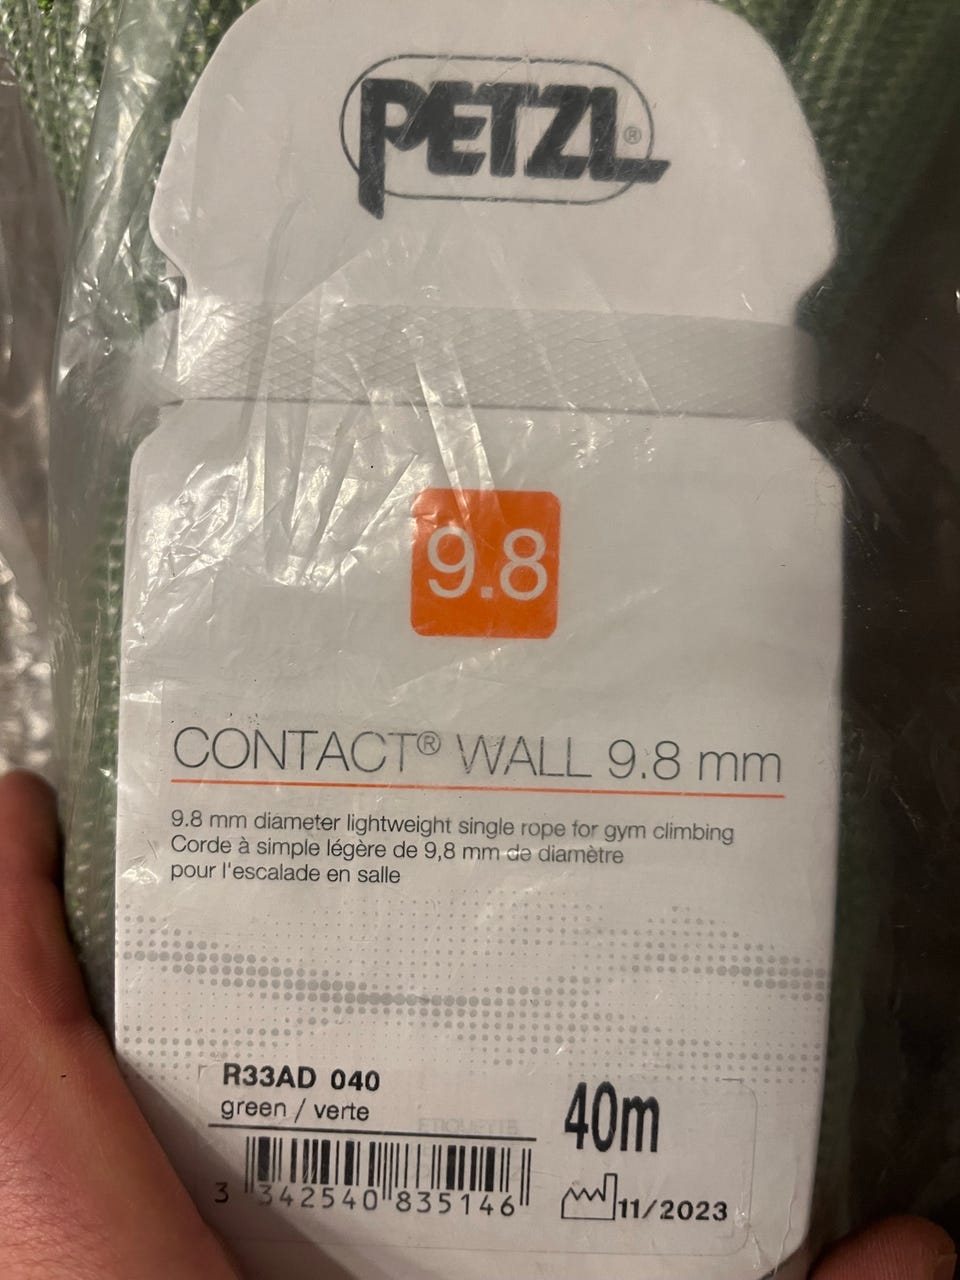 PETZL®
9.8
CONTACT® WALL 9.8 mm
9.8 mm diameter lightweight single rope for gym climbing
Corde à simple légère de 9,8 mm de diamètre
pour l'escalade en salle
R33AD 040
green / verte
40m
ETIQUETTE
3 342540 835146
11/2023